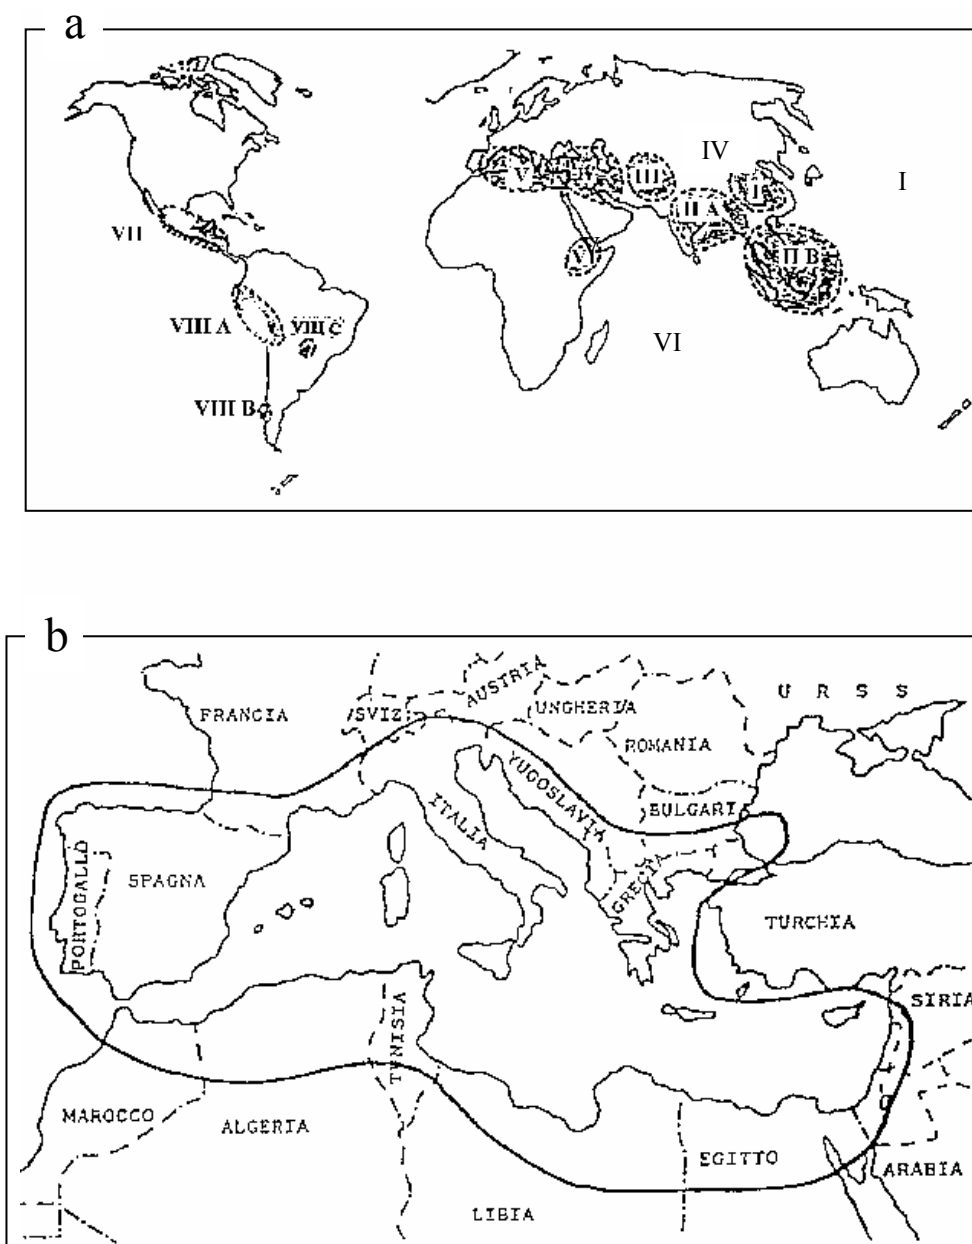 a
IV
I
V
IV
III
I
II A
VII
VI
II B
VIII A
VIII C
VI
VIII B
b
FRANCIA
SVIZ
AUSTRIA
UNGHERIA
U R S S
ROMANIA
YUGOSLAVIA
BULGARI
ITALIA
PORTOGALLO
SPAGNA
GRECIA
TURCHIA
SIRIA
TUNISIA
MAROCCO
ALGERIA
EGITTO
ARABIA
LIBIA